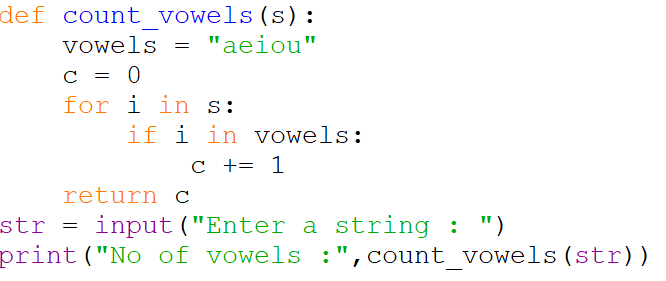 def count_vowels(s):
    vowels = "aeiou"
    c = 0
    for i in s:
        if i in vowels:
            c += 1
    return c
str = input("Enter a string : ")
print("No of vowels :",count_vowels(str))